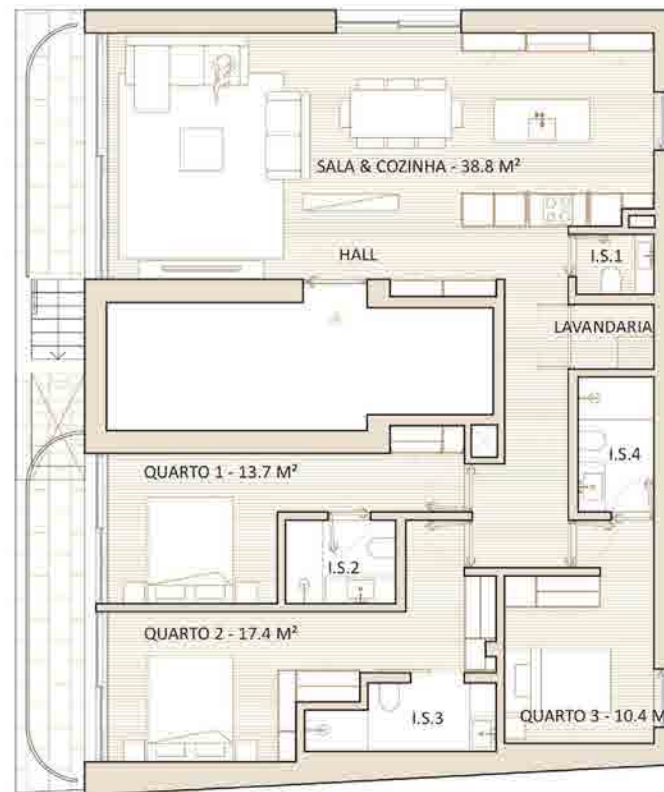 SALA & COZINHA - 38.8 M²
HALL
I.S.1
LAVANDARIA
I.S.4
QUARTO 1 - 13.7 M²
I.S.2
QUARTO 2 - 17.4 M²
I.S.3
QUARTO 3 - 10.4 M